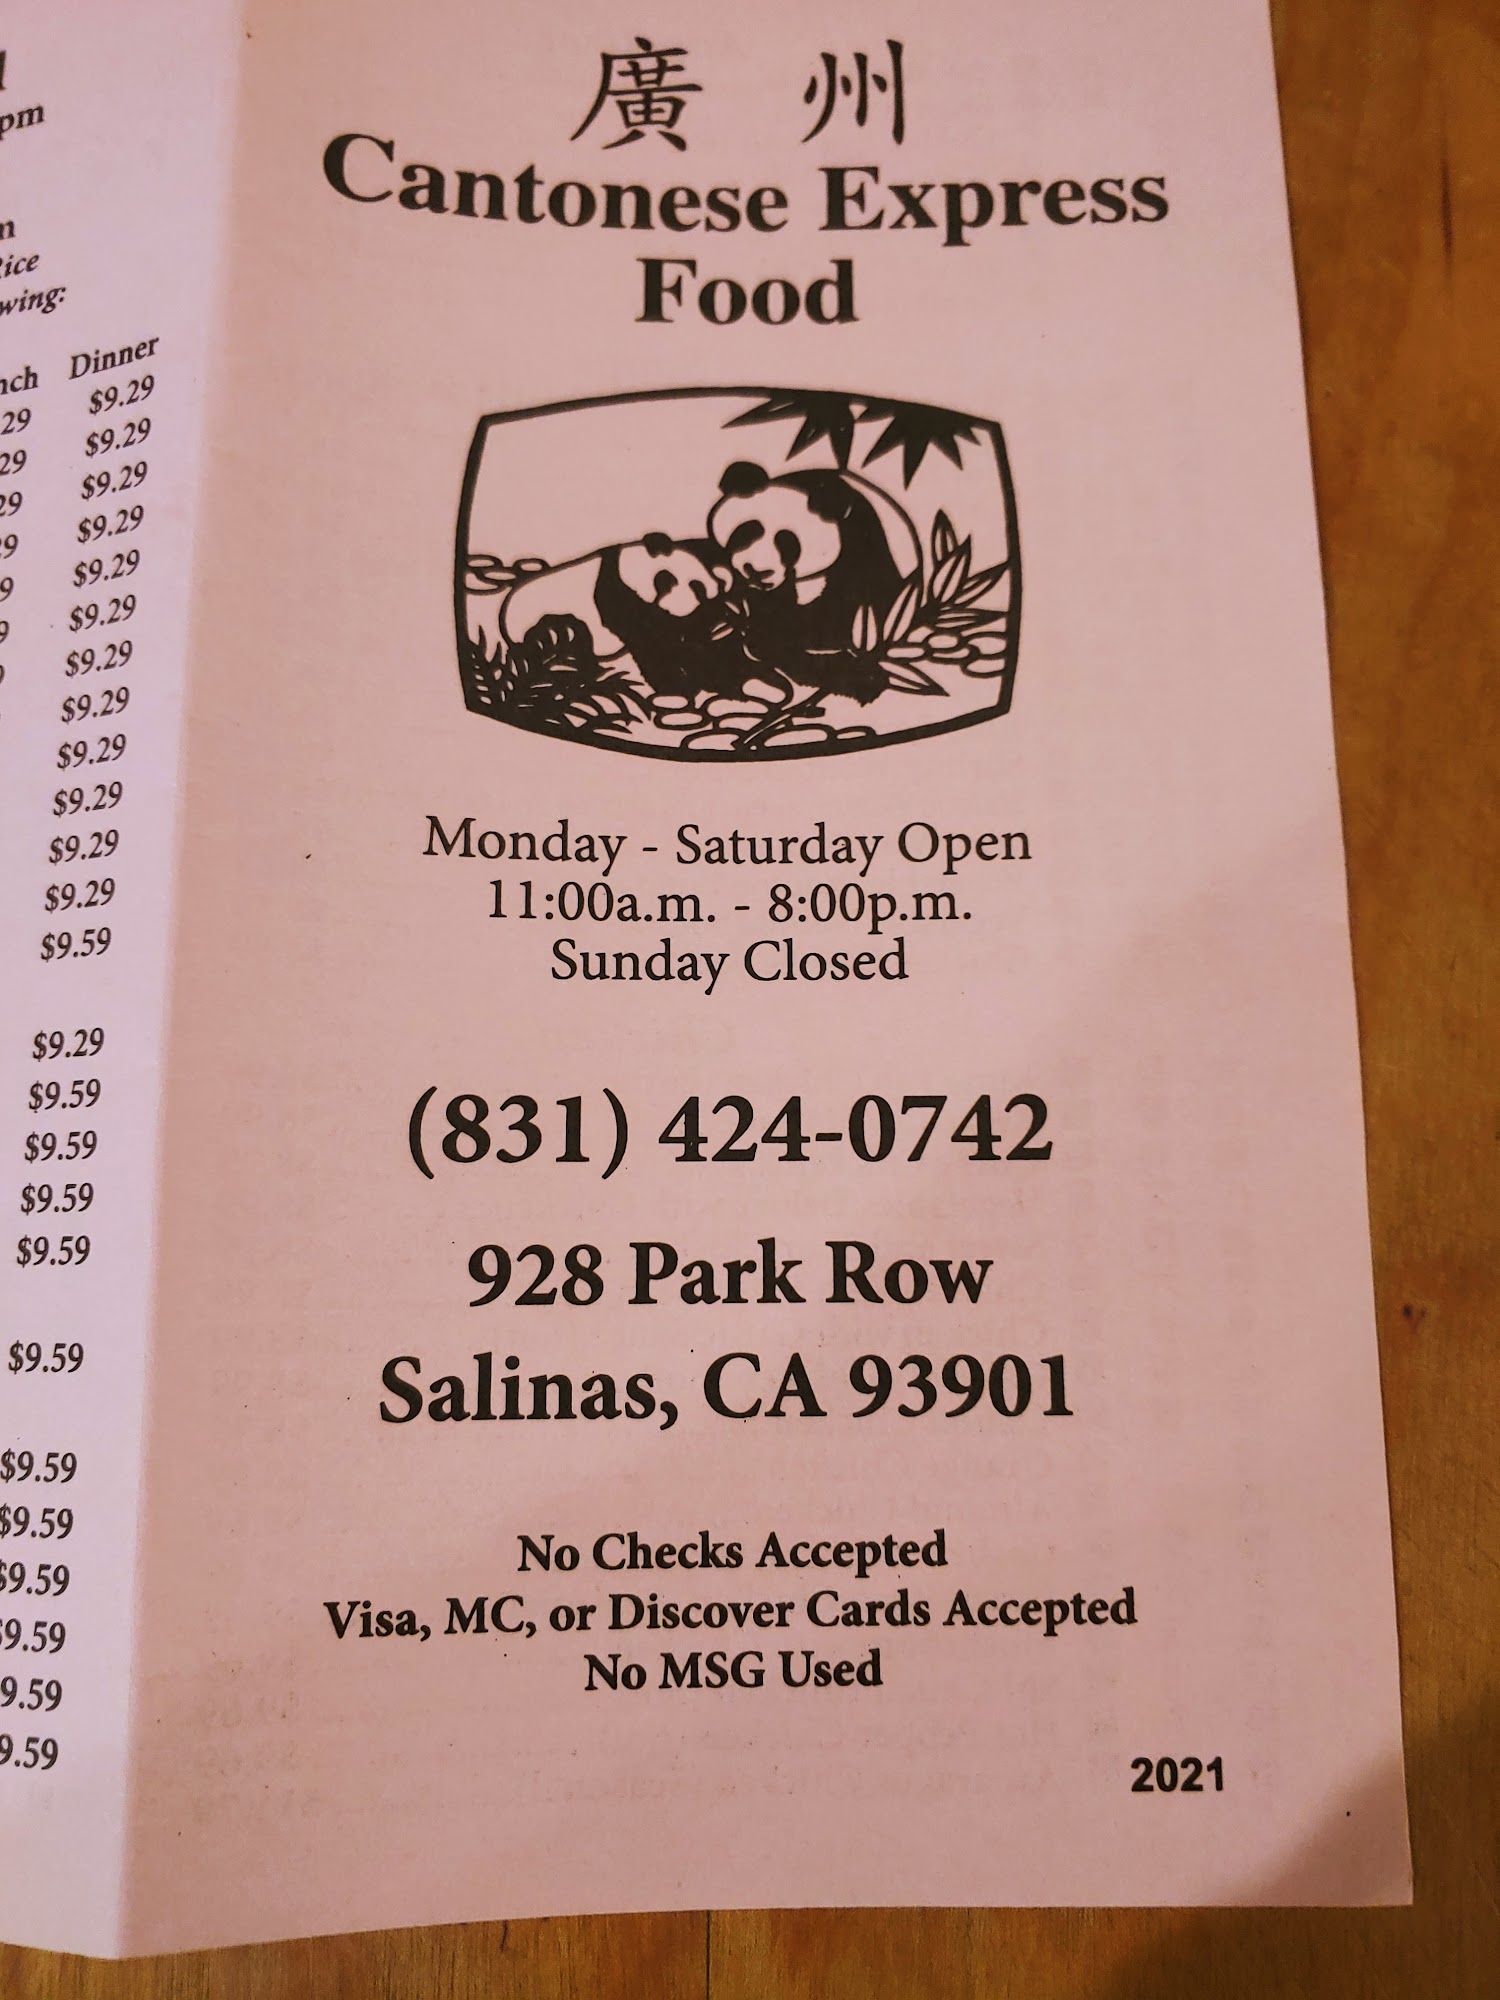 pm
Dinner
$9.29
$9.29
$9.29
$9.29
$9.29
$9.29
$9.29
$9.29
$9.29
$9.29
$9.29
$9.29
$9.59
$9.29
$9.59
$9.59
$9.59
$9.59
$9.59
$9.59
$9.59
$9.59
廣 州
Cantonese Express
Food
Monday - Saturday Open
11:00a.m. - 8:00p.m.
Sunday Closed
(831) 424-0742
928 Park Row
Salinas, CA 93901
No Checks Accepted
Visa, MC, or Discover Cards Accepted
No MSG Used
2021